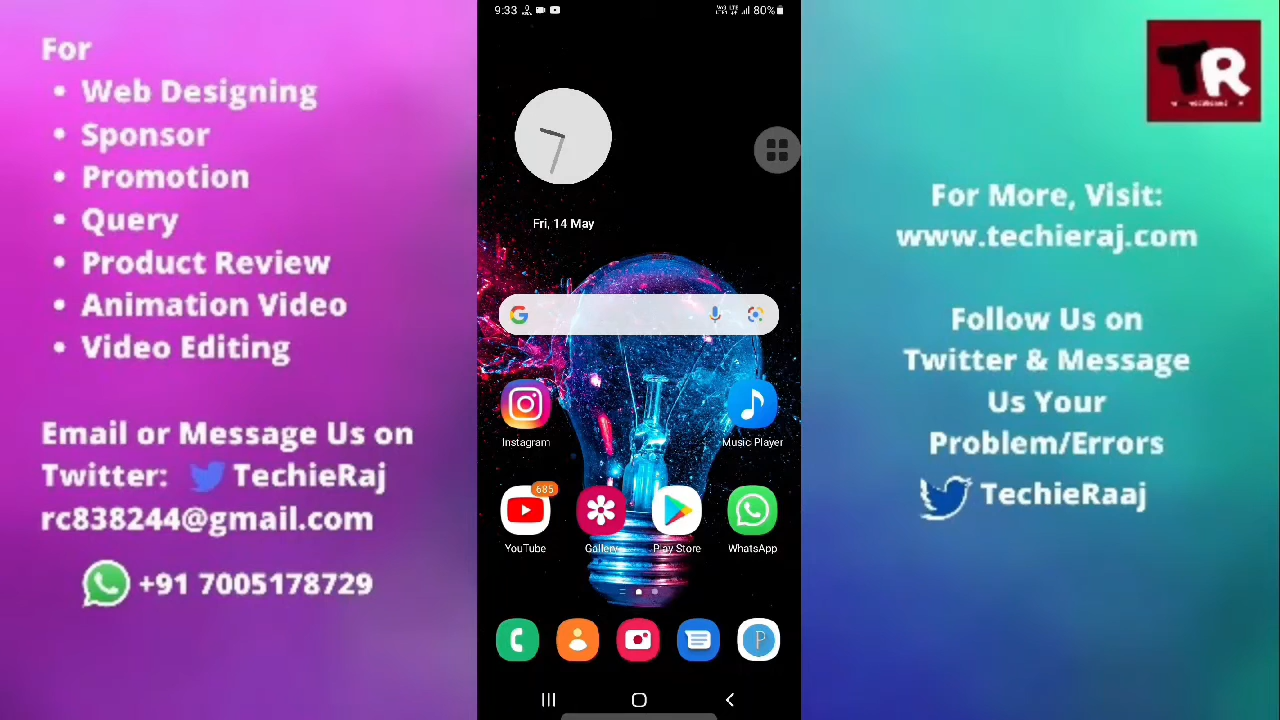 For
• Web Designing
• Sponsor
• Promotion
• Query
• Product Review
• Animation Video
• Video Editing
Email or Message Us on
Twitter: TechieRaj
rc838244@gmail.com
+91 7005178729
9:33
80%
Fri, 14 May
Instagram
Music Player
685
YouTube
Gallery
Play Store
WhatsApp
P
TR
For More, Visit:
www.techieraj.com
Follow Us on
Twitter & Message
Us Your
Problem/Errors
TechieRaaj